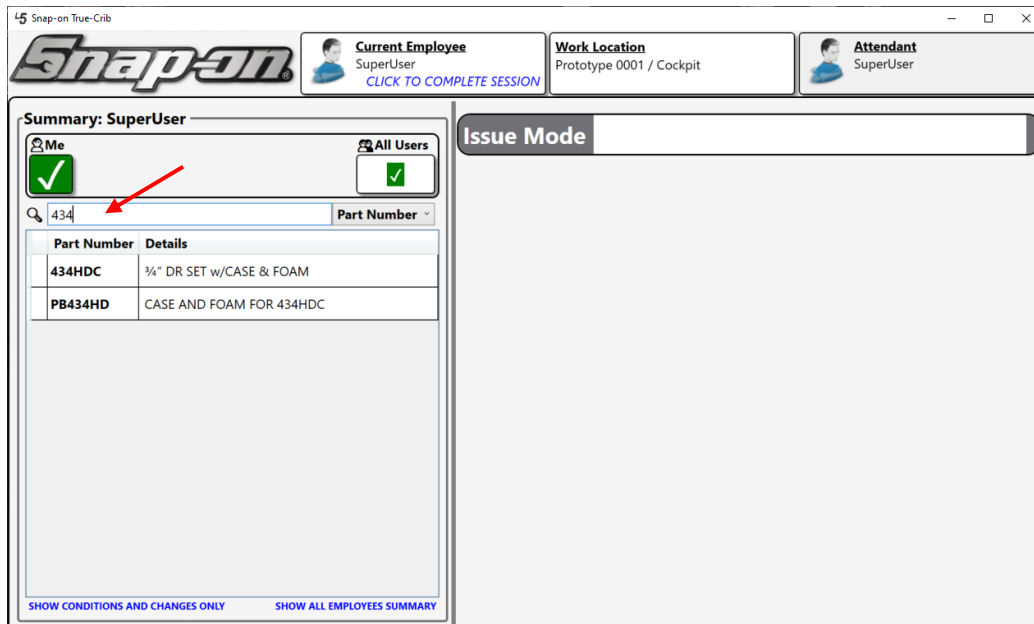 Snap-on True-Crib
Snap-on
Current Employee
SuperUser
CLICK TO COMPLETE SESSION
Work Location
Prototype 0001 / Cockpit
Attendant
SuperUser
Summary: SuperUser
Me
All Users
434
Part Number
Part Number Details
434HDC ¾" DR SET w/CASE & FOAM
PB434HD CASE AND FOAM FOR 434HDC
SHOW CONDITIONS AND CHANGES ONLY
SHOW ALL EMPLOYEES SUMMARY
Issue Mode